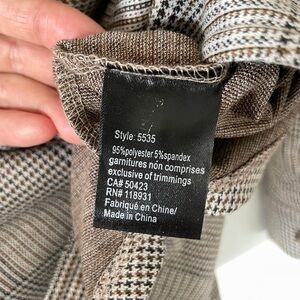 Style: 5535
95%polyester 5%spandex
garnitures nón comprises
exclusive of trimmings
CA# 50423
RN# 118931
Fabriqué en Chine/
Made in China